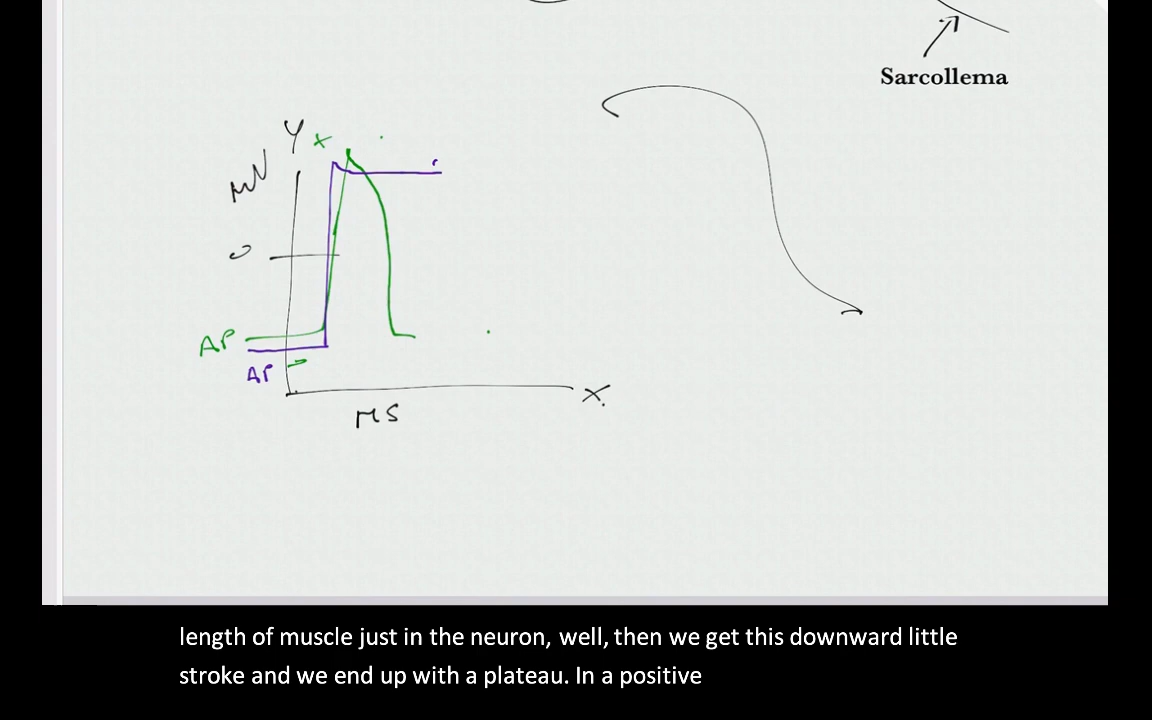 Sarcollema
Y
+
mV
0
AP
AP
X.
MS
length of muscle just in the neuron, well, then we get this downward little
stroke and we end up with a plateau. In a positive